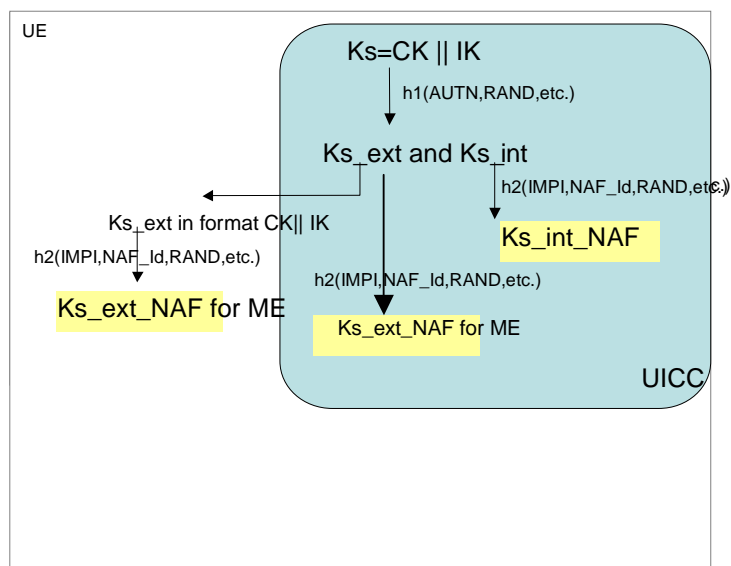 UE
Ks=CK || IK
h1(AUTN,RAND,etc.)
Ks_ext and Ks_int
h2(IMPI,NAF_Id,RAND,etc.)
Ks_ext in format CK|| IK
Ks_int_NAF
h2(IMPI,NAF_Id,RAND,etc.)
h2(IMPI,NAF_Id,RAND,etc.)
Ks_ext_NAF for ME
Ks_ext_NAF for ME
UICC